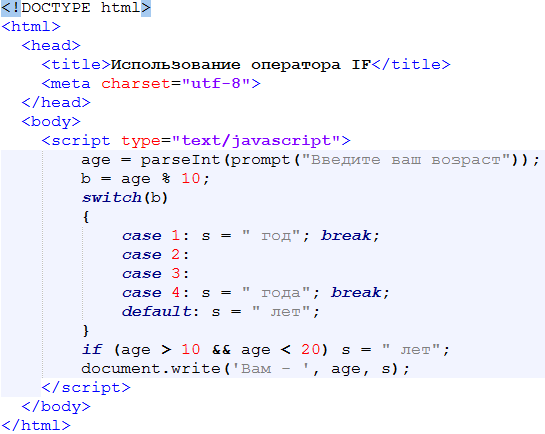 <!DOCTYPE html>
<html>
<head>
<title>Использование оператора IF</title>
<meta charset="utf-8">
</head>
<body>
<script type="text/javascript">
age = parseInt(prompt("Введите ваш возраст"));
b = age % 10;
switch(b)
{
case 1: s = " год"; break;
case 2:
case 3:
case 4: s = " года"; break;
default: s = " лет";
}
if (age > 10 && age < 20) s = " лет";
document.write('Вам - ', age, s);
</script>
</body>
</html>